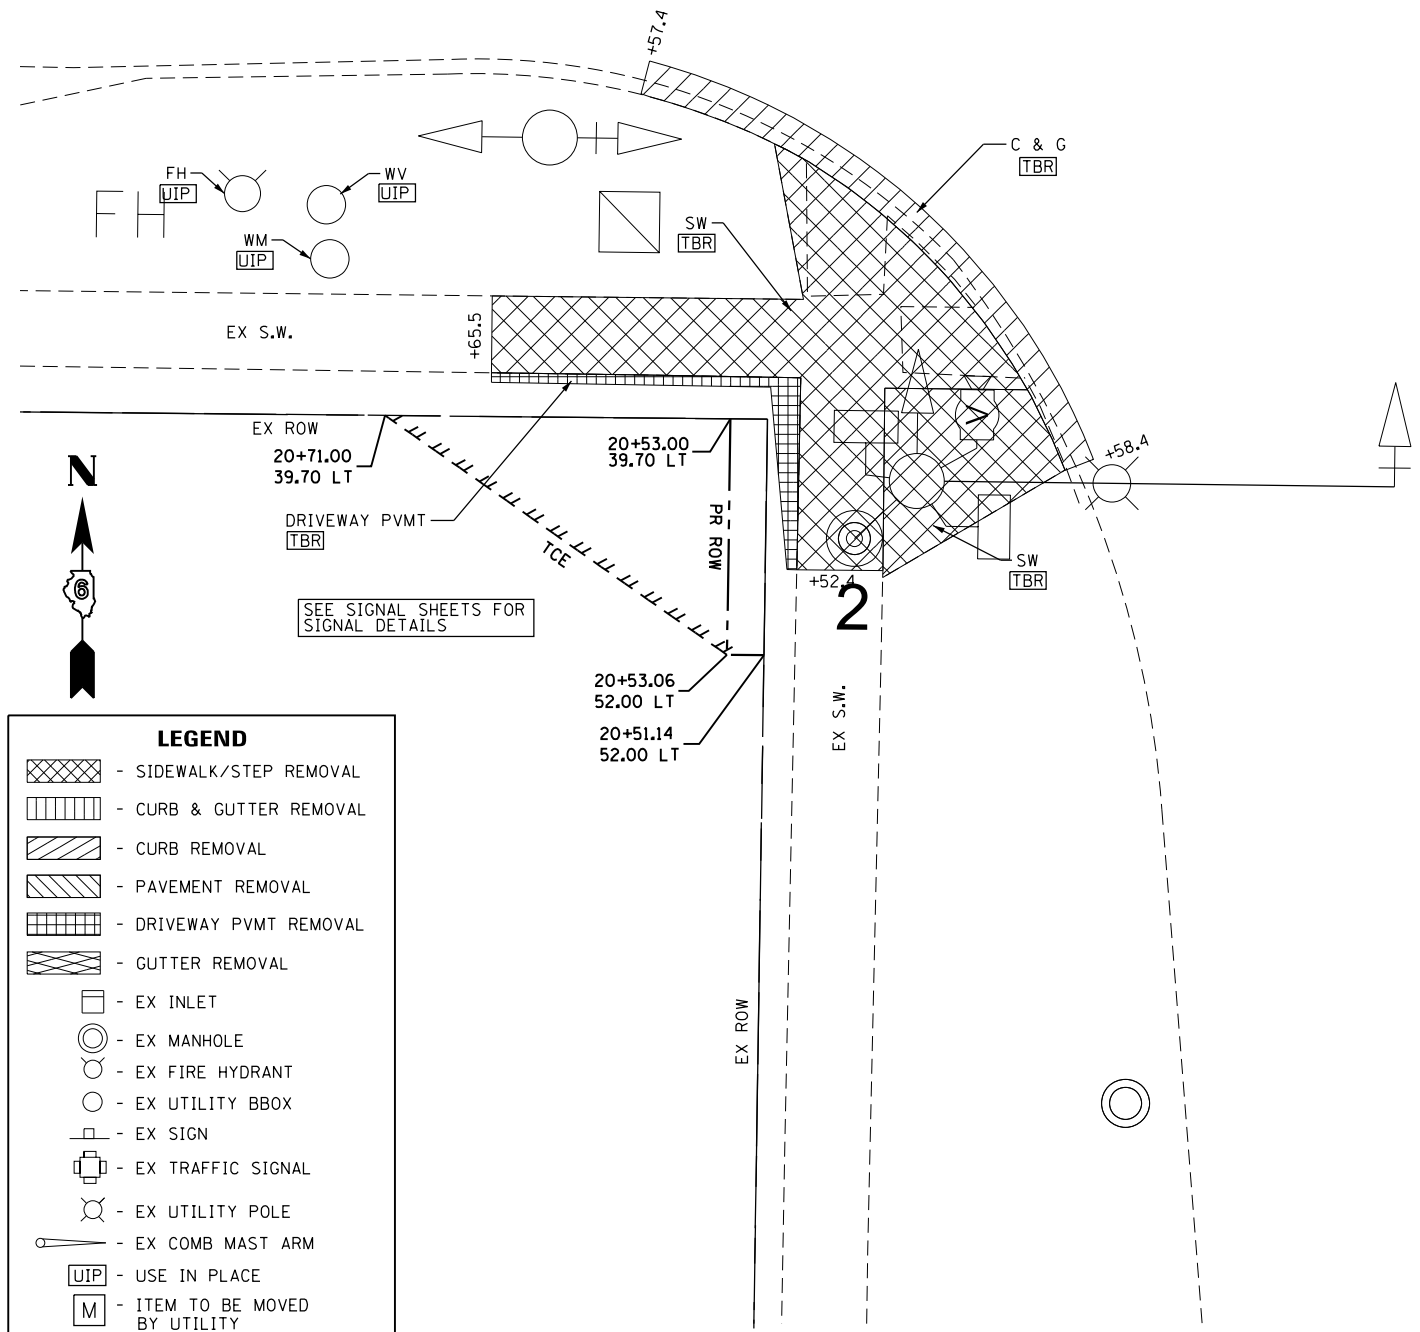 +57.4
C & G
TBR
FH
UIP
WV
UIP
FH
WM
UIP
SW
TBR
EX S.W.
+65.5
EX ROW
20+71.00
39.70 LT
20+53.00
39.70 LT
+58.4
V
N
6
DRIVEWAY PVMT
TBR
TCE
PR ROW
SW
TBR
+52.4
2
SEE SIGNAL SHEETS FOR
SIGNAL DETAILS
20+53.06
52.00 LT
20+51.14
52.00 LT
EX S.W.
EX ROW
LEGEND
- SIDEWALK/STEP REMOVAL
- CURB & GUTTER REMOVAL
- CURB REMOVAL
- PAVEMENT REMOVAL
- DRIVEWAY PVMT REMOVAL
- GUTTER REMOVAL
- EX INLET
- EX MANHOLE
- EX FIRE HYDRANT
- EX UTILITY BBOX
- EX SIGN
- EX TRAFFIC SIGNAL
- EX UTILITY POLE
- EX COMB MAST ARM
UIP - USE IN PLACE
M - ITEM TO BE MOVED
BY UTILITY